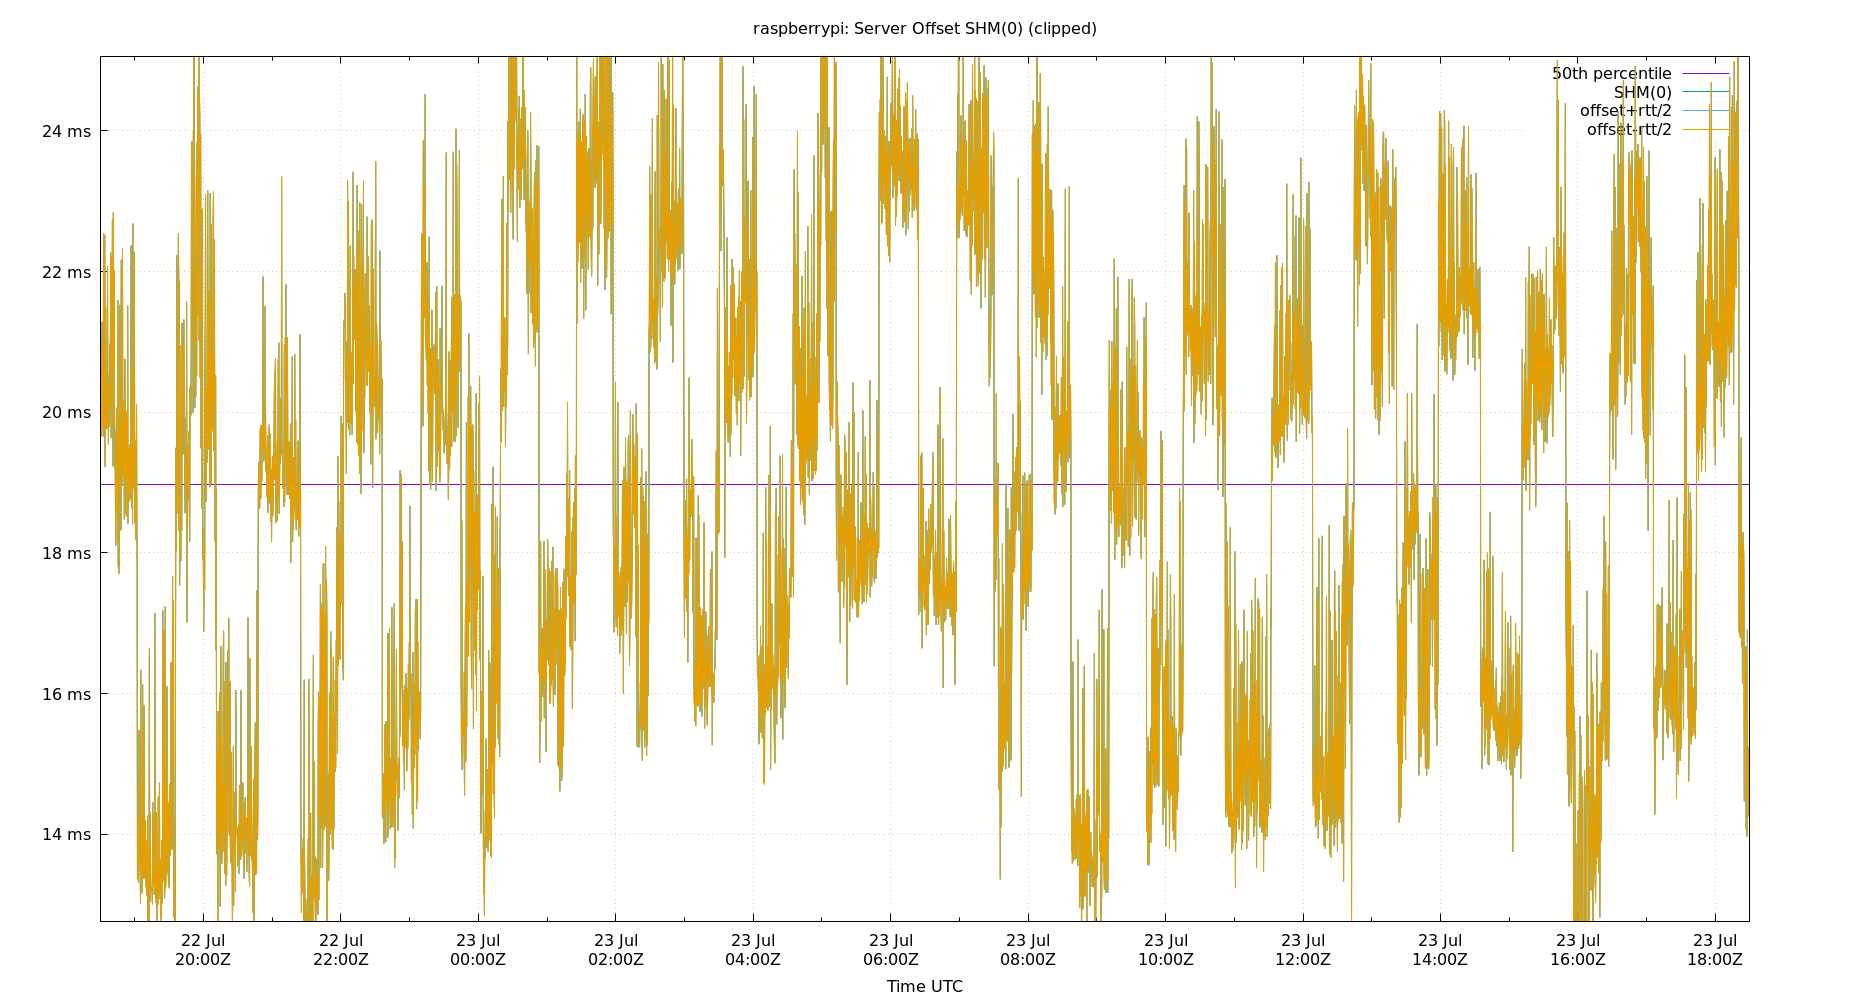 raspberrypi: Server Offset SHM(0) (clipped)
50th percentile
SHM(0)
offset+rtt/2
offset-rtt/2
24 ms
22 ms
20 ms
18 ms
16 ms
14 ms
22 Jul 22 Jul 23 Jul 23 Jul 23 Jul 23 Jul 23 Jul 23 Jul 23 Jul 23 Jul 23 Jul 23 Jul
20:00Z 22:00Z 00:00Z 02:00Z 04:00Z 06:00Z 08:00Z 10:00Z 12:00Z 14:00Z 16:00Z 18:00Z
Time UTC